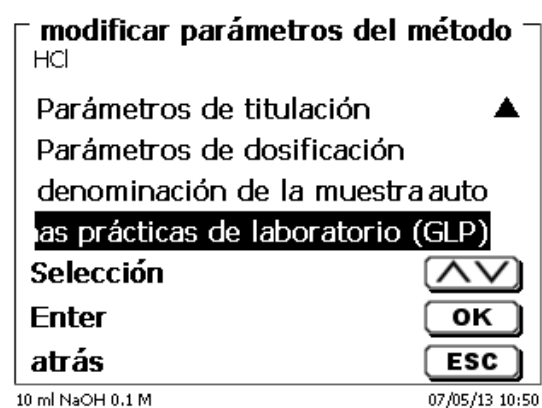 modificar parámetros del método
HCl
Parámetros de titulación
Parámetros de dosificación
denominación de la muestra auto
as prácticas de laboratorio (GLP)
Selección
Enter OK
atrás ESC
10 ml NaOH 0.1 M 07/05/13 10:50